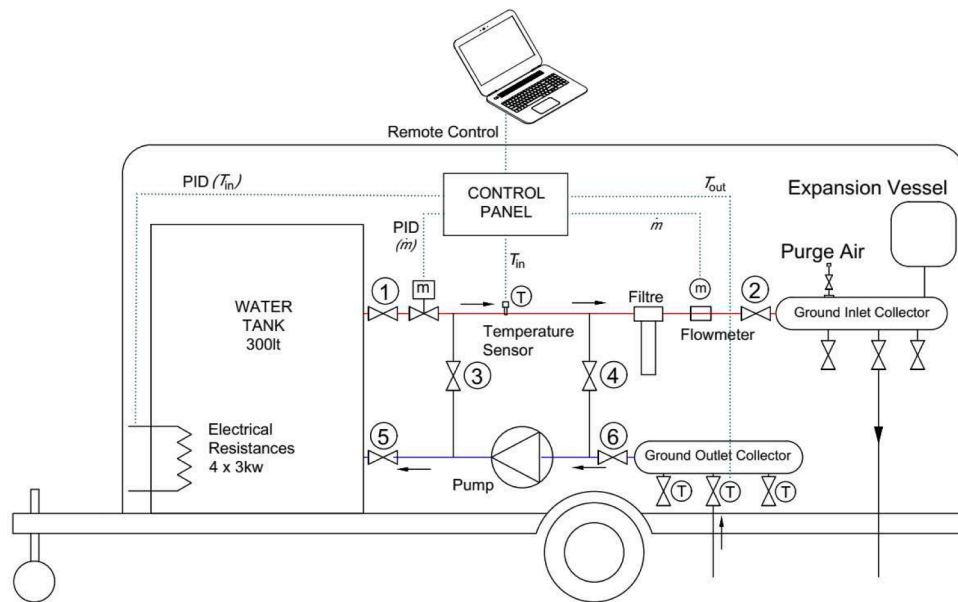 Remote Control
PID (Tin)
CONTROL
PANEL
Tout
Expansion Vessel
PID
(ṁ)
ṁ
Purge Air
Tin
1
m
T
Filtre
m
2
WATER
TANK
300lt
Temperature
Sensor
Flowmeter
Ground Inlet Collector
3
4
Electrical
Resistances
4 x 3kw
5
6
Pump
Ground Outlet Collector
T
T
T